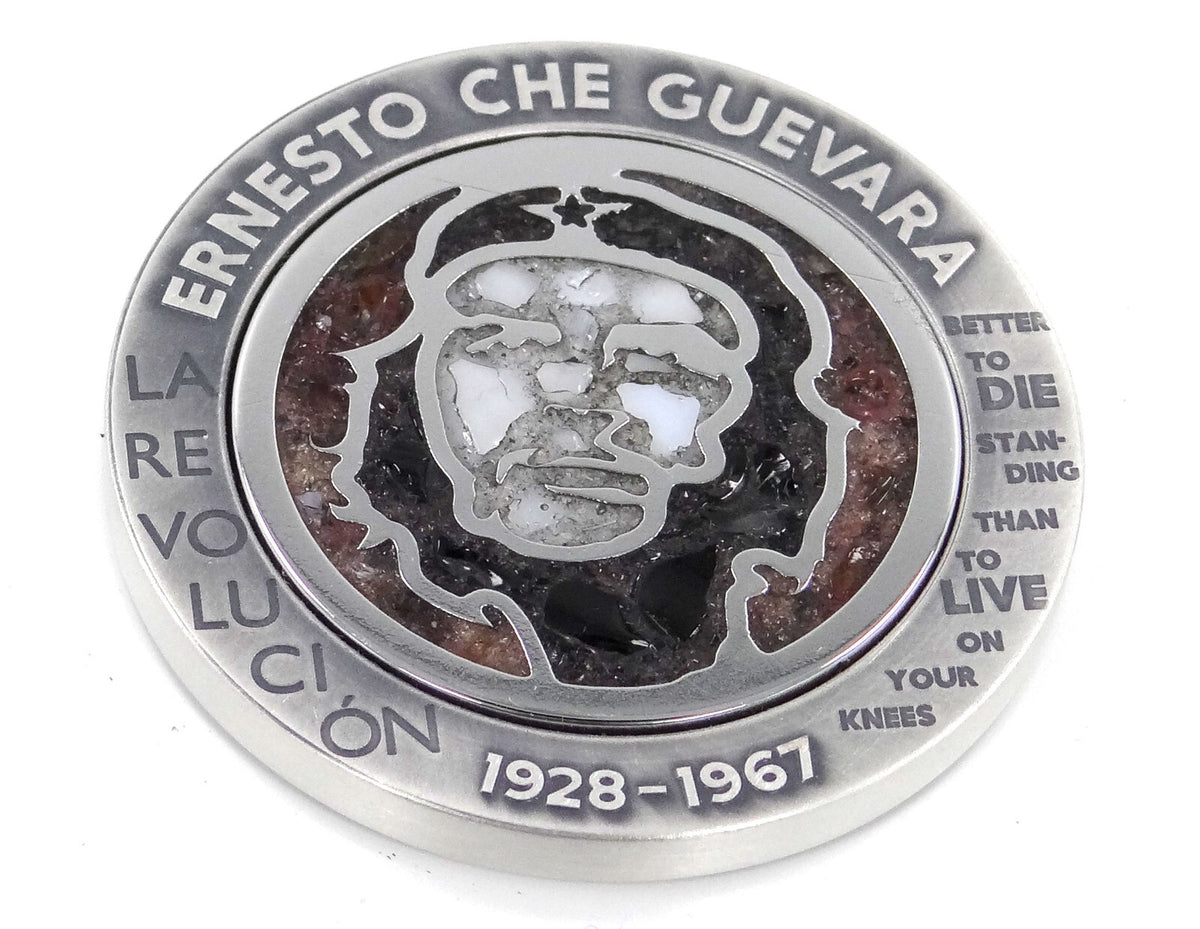 ERNESTO CHE GUEVARA
LA
RE
VO
LU
CI
ÓN
BETTER
TO
DIE
STAN-
DING
THAN
TO
LIVE
ON
YOUR
KNEES
1928-1967